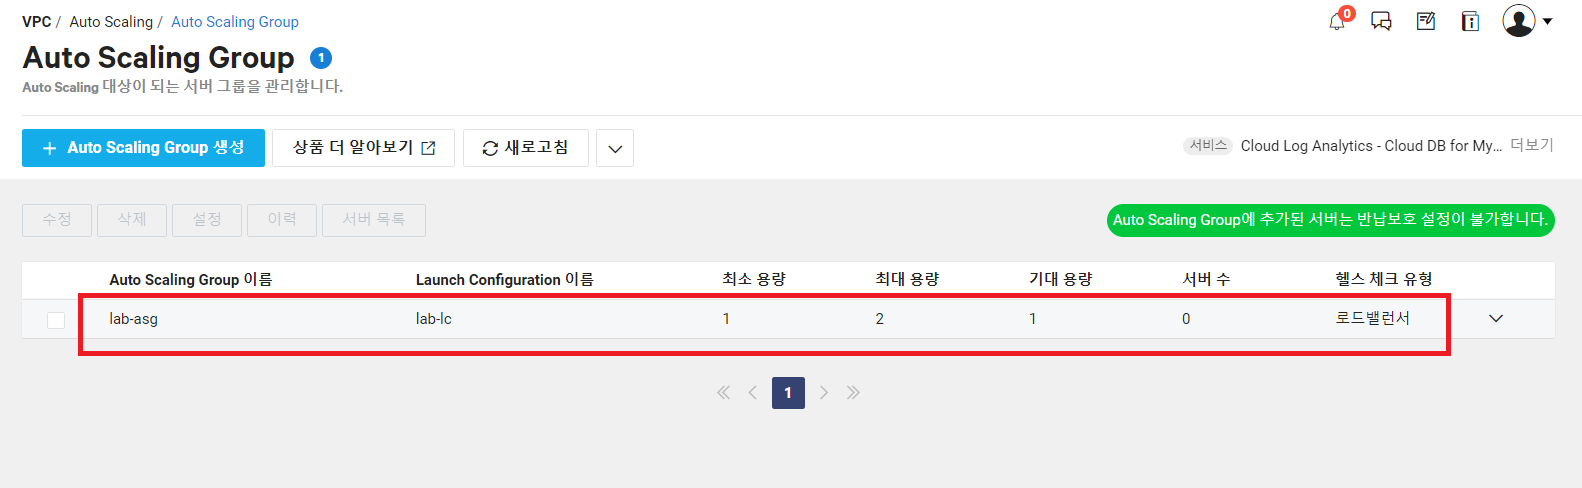 VPC / Auto Scaling / Auto Scaling Group
0
Auto Scaling Group 1
Auto Scaling 대상이 되는 서버 그룹을 관리합니다.
+ Auto Scaling Group 생성 상품 더 알아보기 새로고침 서비스 Cloud Log Analytics - Cloud DB for My... 더보기
수정 삭제 설정 이력 서버 목록 Auto Scaling Group에 추가된 서버는 반납보호 설정이 불가합니다.
Auto Scaling Group 이름 Launch Configuration 이름 최소 용량 최대 용량 기대 용량 서버 수 헬스 체크 유형
lab-asg lab-lc 1 2 1 0 로드밸런서
1